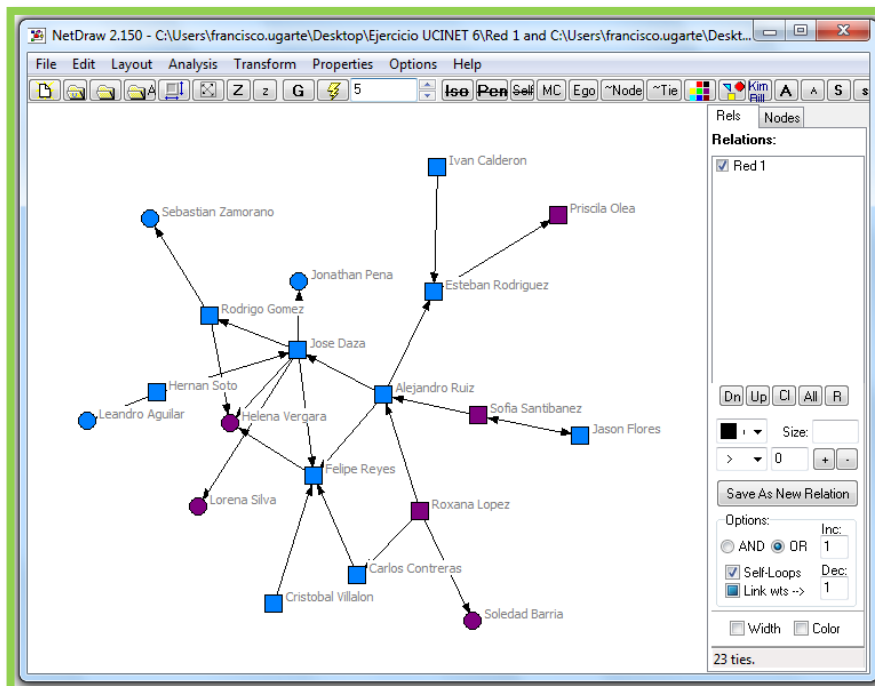 NetDraw 2.150 - C:\Users\francisco.ugarte\Desktop\Ejercicio UCINET 6\Red 1 and C:\Users\francisco.ugarte\Deskt...
File Edit Layout Analysis Transform Properties Options Help
A Z z G 5 Iso Pen Self MC Ego ~Node ~Tie Kim Rill A A S s
Rels Nodes
Relations:
Red 1
Ivan Calderon
Priscila Olea
Sebastian Zamorano
Jonathan Pena
Esteban Rodriguez
Rodrigo Gomez
Jose Daza
Hernan Soto
Alejandro Ruiz
Leandro Aguilar
Helena Vergara
Sofia Santibanez
Jason Flores
Felipe Reyes
Lorena Silva
Roxana Lopez
Carlos Contreras
Cristobal Villalon
Soledad Barria
Dn Up Cl All R
Size:
> 0 + -
Save As New Relation
Options:
Inc:
AND OR 1
Self-Loops Dec:
Link wts --> 1
Width Color
23 ties.